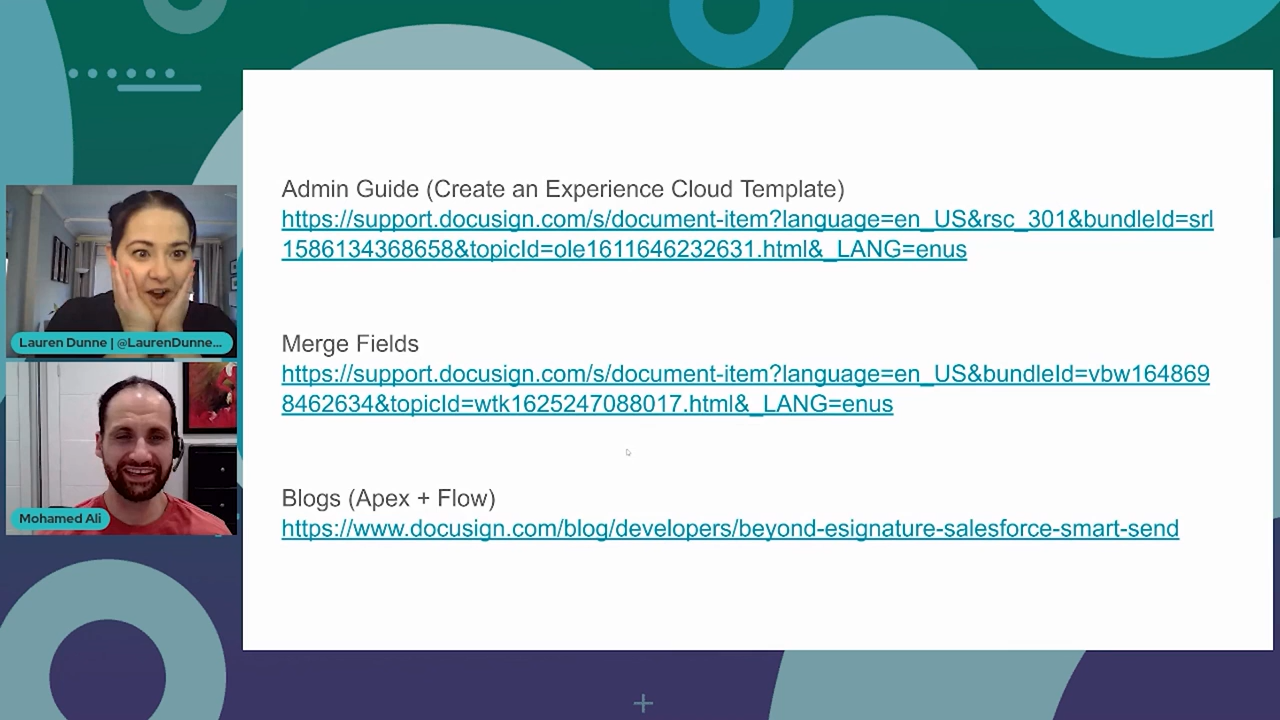 Admin Guide (Create an Experience Cloud Template)
https://support.docusign.com/s/document-item?language=en_US&rsc_301&bundleId=srl
1586134368658&topicId=ole1611646232631.html&_LANG=enus
Merge Fields
https://support.docusign.com/s/document-item?language=en_US&bundleId=vbw164869
8462634&topicId=wtk1625247088017.html&_LANG=enus
Blogs (Apex + Flow)
https://www.docusign.com/blog/developers/beyond-esignature-salesforce-smart-send
Lauren Dunne | @LaurenDunne...
Mohamed Ali